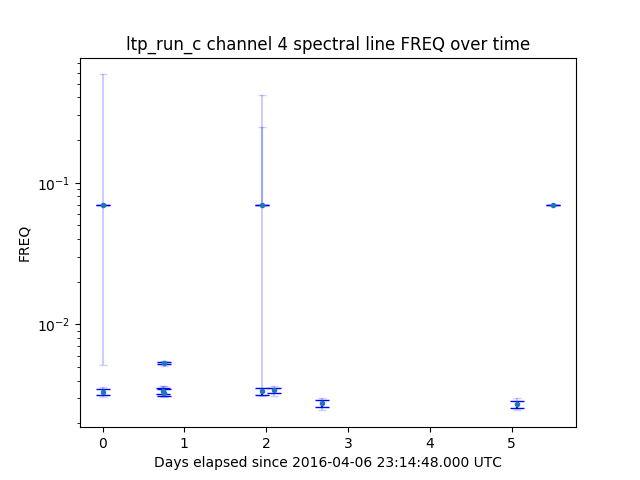 ltp_run_c channel 4 spectral line FREQ over time
FREQ
10⁻¹
10⁻²
0 1 2 3 4 5
Days elapsed since 2016-04-06 23:14:48.000 UTC